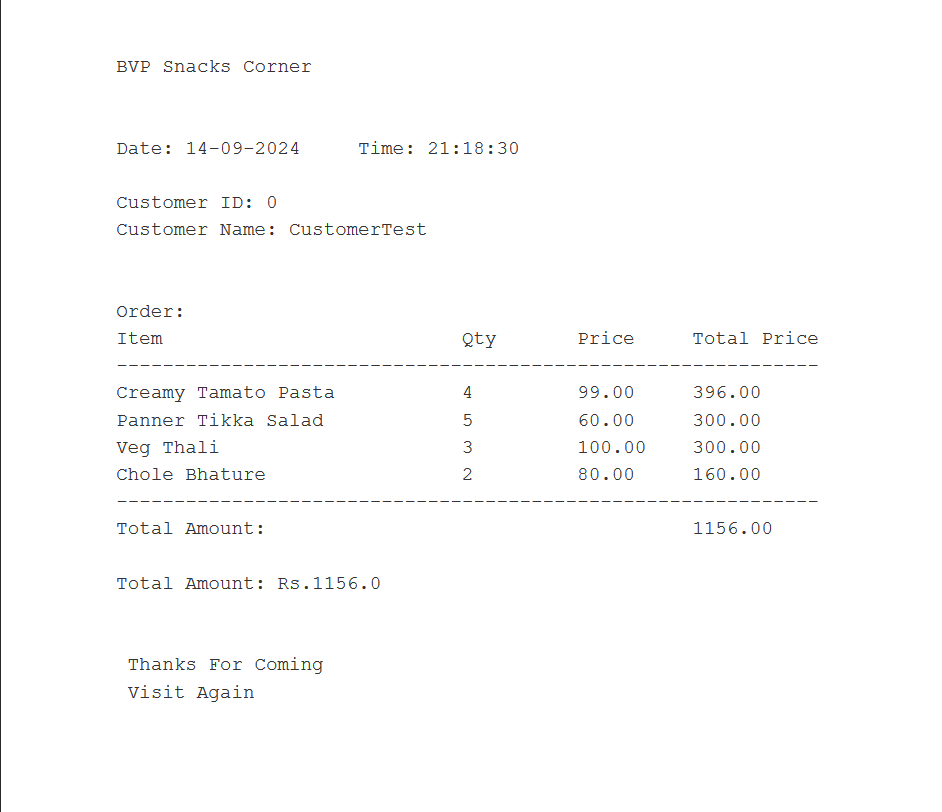 BVP Snacks Corner
Date: 14-09-2024     Time: 21:18:30
Customer ID: 0
Customer Name: CustomerTest
Order:
Item                          Qty       Price     Total Price
-------------------------------------------------------------
Creamy Tamato Pasta           4         99.00     396.00
Panner Tikka Salad            5         60.00     300.00
Veg Thali                     3         100.00    300.00
Chole Bhature                 2         80.00     160.00
-------------------------------------------------------------
Total Amount:                                     1156.00
Total Amount: Rs.1156.0
Thanks For Coming
Visit Again